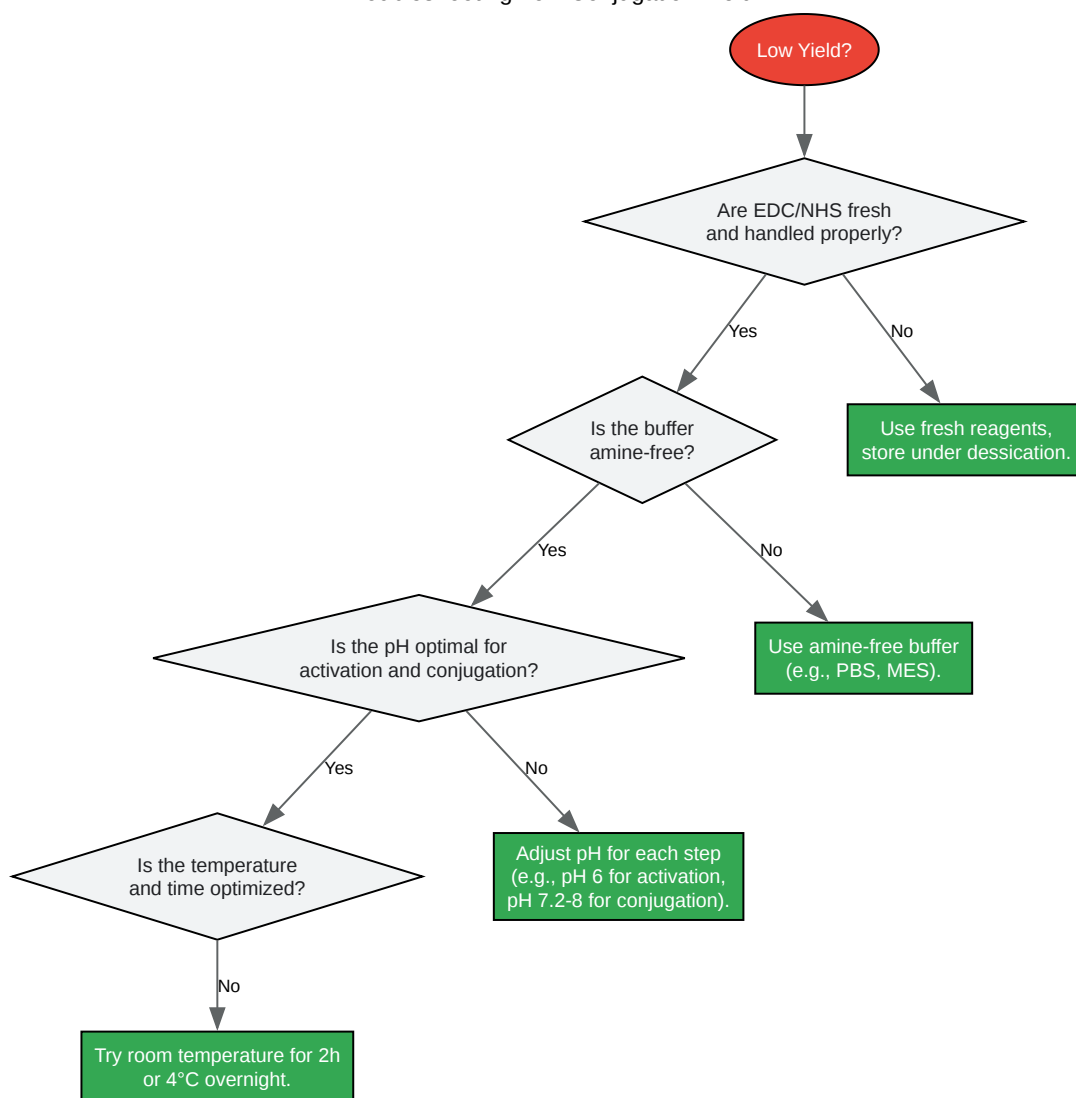 Low Yield?
Are EDC/NHS fresh
and handled properly?
Yes
No
Is the buffer
amine-free?
Use fresh reagents,
store under dessication.
Yes
No
Is the pH optimal for
activation and conjugation?
Use amine-free buffer
(e.g., PBS, MES).
Yes
No
Is the temperature
and time optimized?
Adjust pH for each step
(e.g., pH 6 for activation,
pH 7.2-8 for conjugation).
No
Try room temperature for 2h
or 4°C overnight.